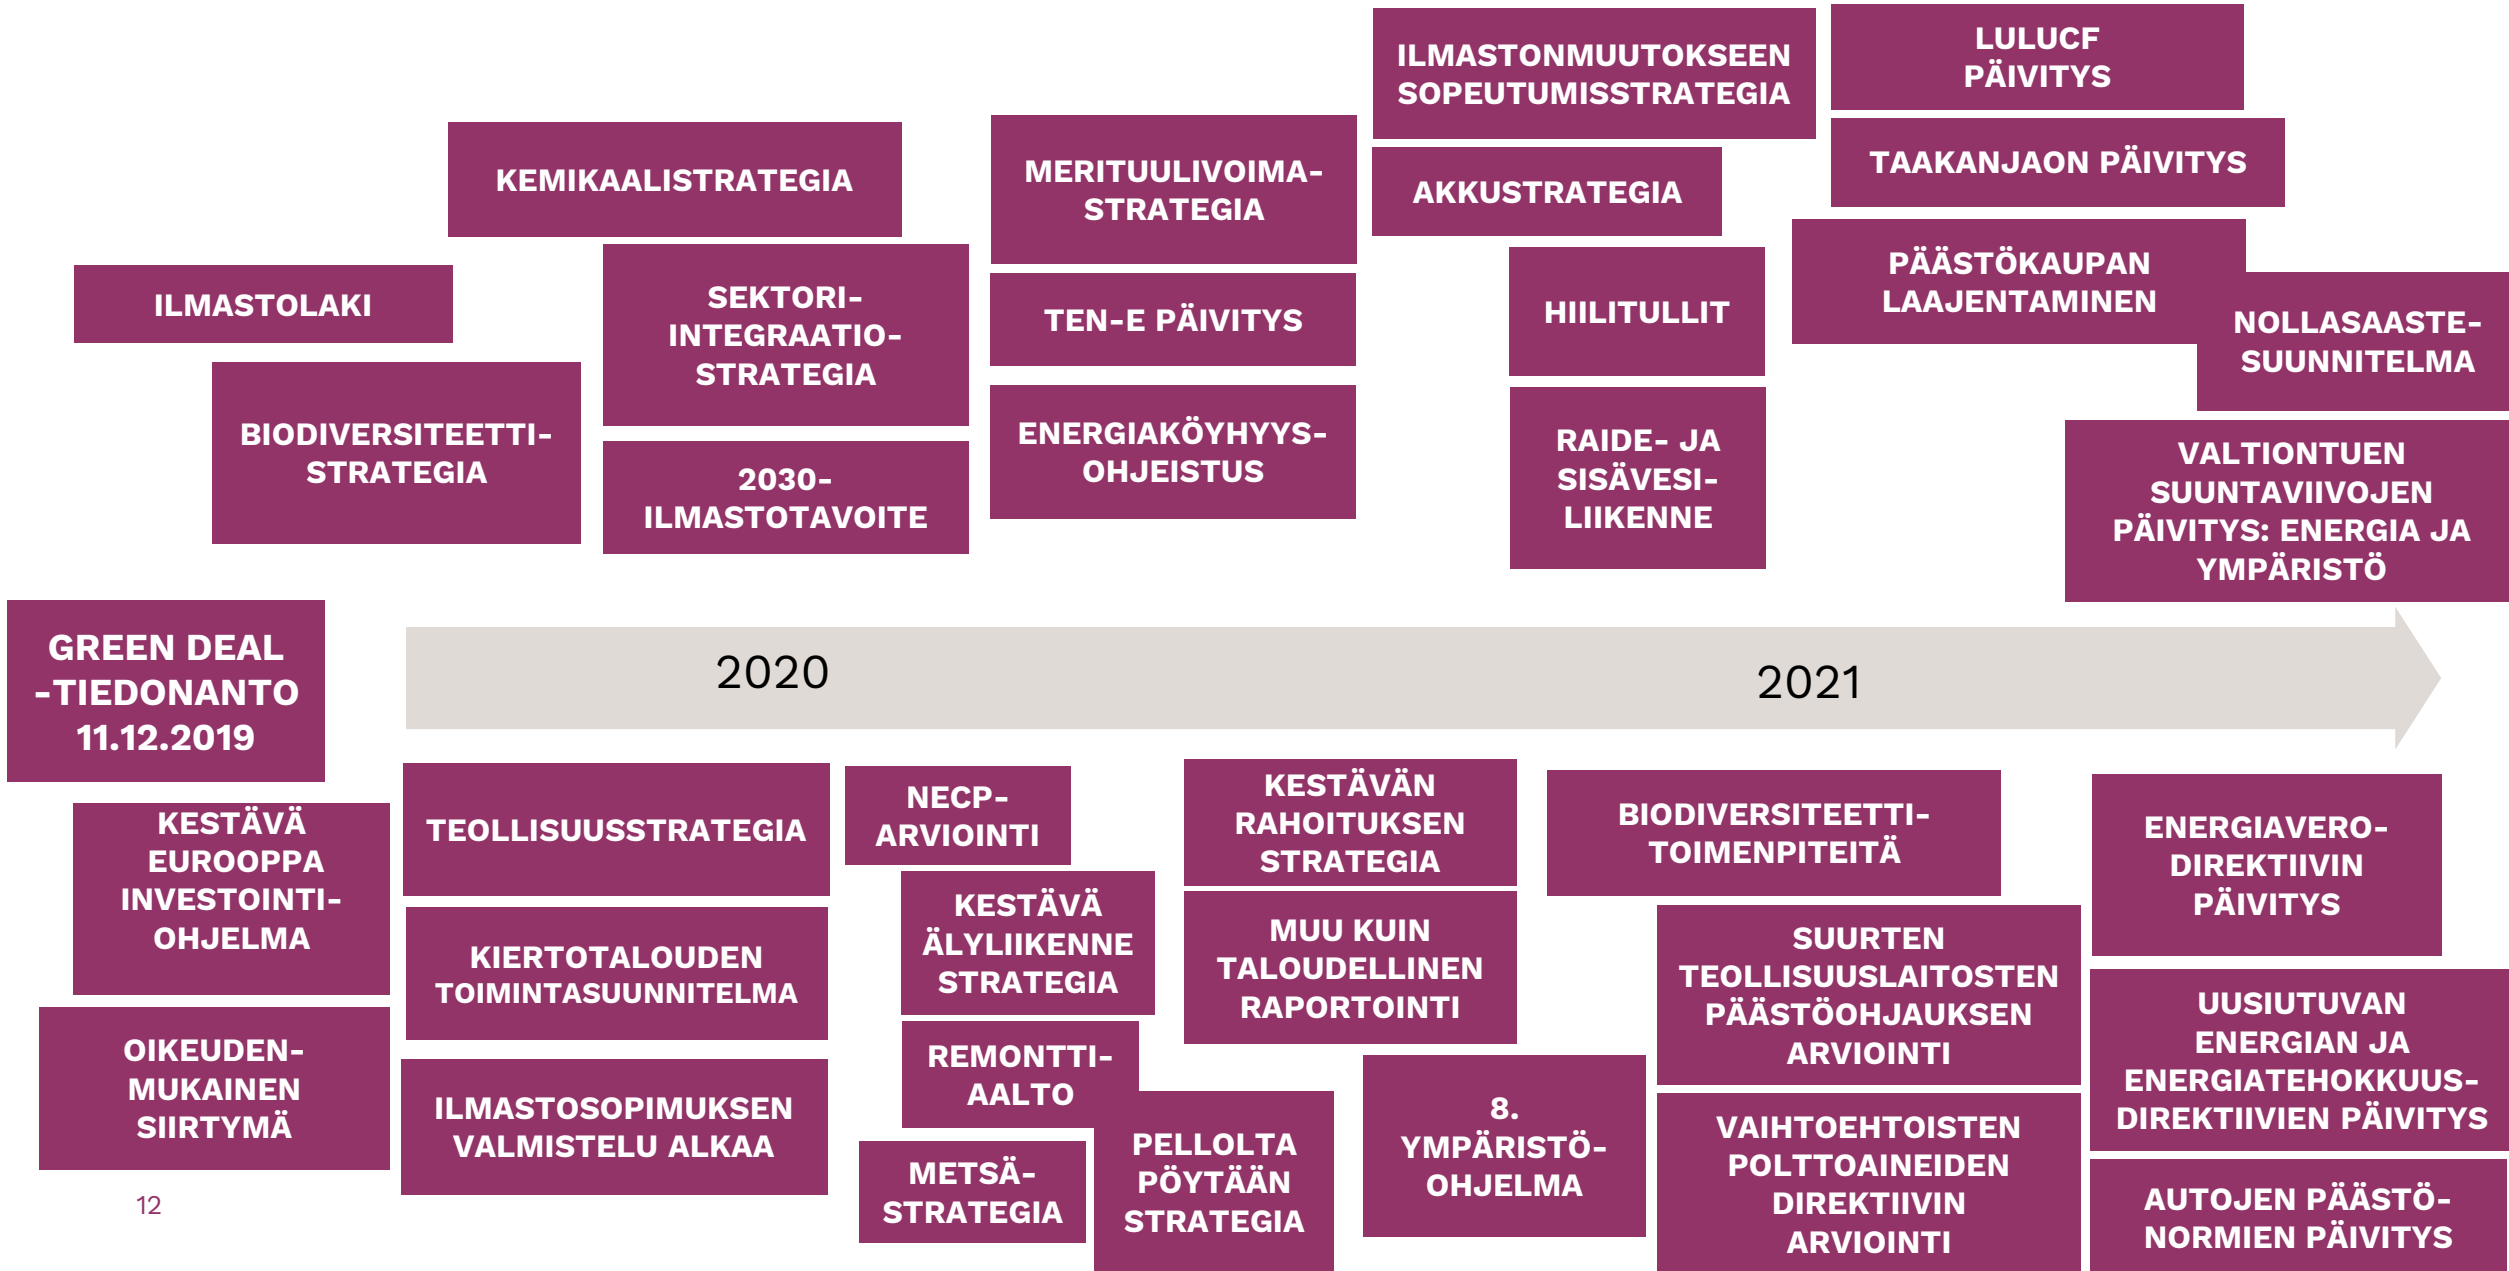 ILMASTONMUUTOKSEEN
SOPEUTUMISSTRATEGIA
LULUCF
PÄIVITYS
KEMIKAALISTRATEGIA
MERITUULIVOIMA-
STRATEGIA
AKKUSTRATEGIA
TAAKANJAON PÄIVITYS
ILMASTOLAKI
SEKTORI-
INTEGRAATIO-
STRATEGIA
TEN-E PÄIVITYS
HIILITULLIT
PÄÄSTÖKAUPAN
LAAJENTAMINEN
NOLLASAASTE-
SUUNNITELMA
BIODIVERSITEETTI-
STRATEGIA
2030-
ILMASTOTAVOITE
ENERGIAKÖYHYYS-
OHJEISTUS
RAIDE- JA
SISÄVESI-
LIIKENNE
VALTIONTUEN
SUUNTAVIIVOJEN
PÄIVITYS: ENERGIA JA
YMPÄRISTÖ
GREEN DEAL
-TIEDONANTO
11.12.2019
2020
2021
KESTÄVÄ
EUROOPPA
INVESTOINTI-
OHJELMA
TEOLLISUUSSTRATEGIA
NECP-
ARVIOINTI
KESTÄVÄN
RAHOITUKSEN
STRATEGIA
BIODIVERSITEETTI-
TOIMENPITEITÄ
ENERGIAVERO-
DIREKTIIVIN
PÄIVITYS
KIERTOTALOUDEN
TOIMINTASUUNNITELMA
KESTÄVÄ
ÄLYLIIKENNE
STRATEGIA
MUU KUIN
TALOUDELLINEN
RAPORTOINTI
SUURTEN
TEOLLISUUSLAITOSTEN
PÄÄSTÖOHJAUKSEN
ARVIOINTI
UUSIUTUVAN
ENERGIAN JA
ENERGIATEHOKKUUS-
DIREKTIIVIEN PÄIVITYS
OIKEUDEN-
MUKAINEN
SIIRTYMÄ
ILMASTOSOPIMUKSEN
VALMISTELU ALKAA
REMONTTI-
AALTO
METSÄ-
STRATEGIA
PELLOLTA
PÖYTÄÄN
STRATEGIA
8.
YMPÄRISTÖ-
OHJELMA
VAIHTOEHTOISTEN
POLTTOAINEIDEN
DIREKTIIVIN
ARVIOINTI
AUTOJEN PÄÄSTÖ-
NORMIEN PÄIVITYS
12